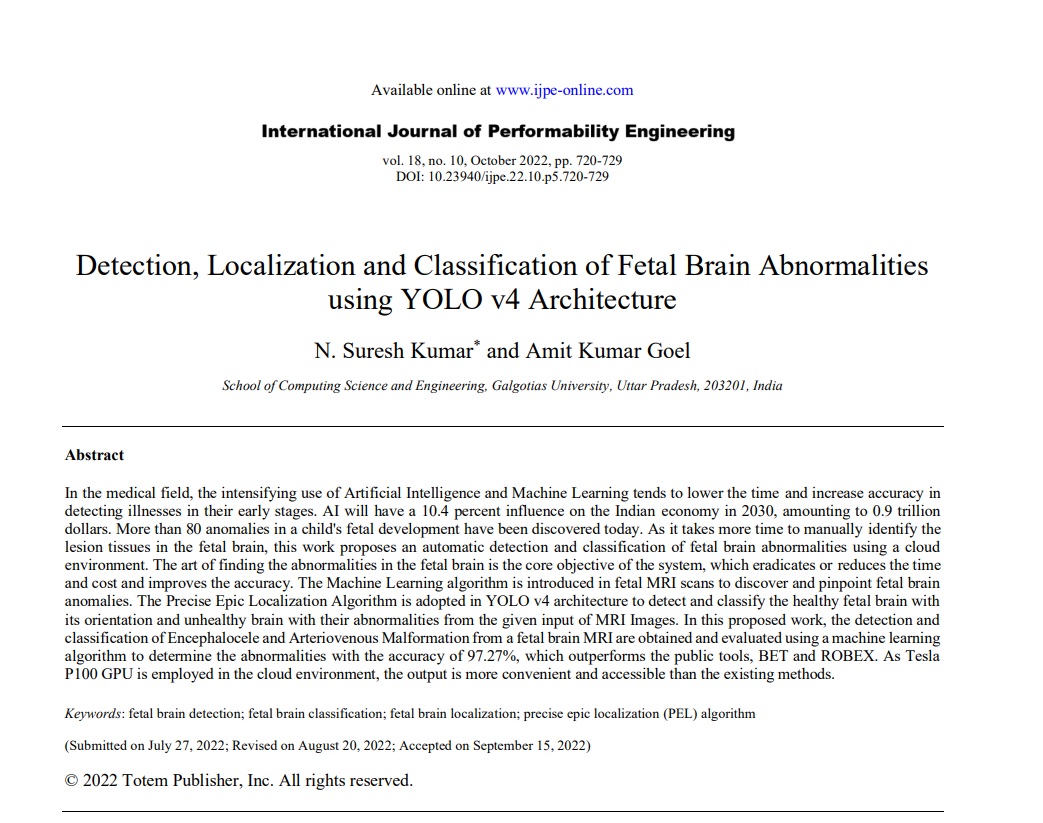 Available online at www.ijpe-online.com
International Journal of Performability Engineering
vol. 18, no. 10, October 2022, pp. 720-729
DOI: 10.23940/ijpe.22.10.p5.720-729
Detection, Localization and Classification of Fetal Brain Abnormalities
using YOLO v4 Architecture
N. Suresh Kumar* and Amit Kumar Goel
School of Computing Science and Engineering, Galgotias University, Uttar Pradesh, 203201, India
Abstract
In the medical field, the intensifying use of Artificial Intelligence and Machine Learning tends to lower the time and increase accuracy in
detecting illnesses in their early stages. AI will have a 10.4 percent influence on the Indian economy in 2030, amounting to 0.9 trillion
dollars. More than 80 anomalies in a child's fetal development have been discovered today. As it takes more time to manually identify the
lesion tissues in the fetal brain, this work proposes an automatic detection and classification of fetal brain abnormalities using a cloud
environment. The art of finding the abnormalities in the fetal brain is the core objective of the system, which eradicates or reduces the time
and cost and improves the accuracy. The Machine Learning algorithm is introduced in fetal MRI scans to discover and pinpoint fetal brain
anomalies. The Precise Epic Localization Algorithm is adopted in YOLO v4 architecture to detect and classify the healthy fetal brain with
its orientation and unhealthy brain with their abnormalities from the given input of MRI Images. In this proposed work, the detection and
classification of Encephalocele and Arteriovenous Malformation from a fetal brain MRI are obtained and evaluated using a machine learning
algorithm to determine the abnormalities with the accuracy of 97.27%, which outperforms the public tools, BET and ROBEX. As Tesla
P100 GPU is employed in the cloud environment, the output is more convenient and accessible than the existing methods.
Keywords: fetal brain detection; fetal brain classification; fetal brain localization; precise epic localization (PEL) algorithm
(Submitted on July 27, 2022; Revised on August 20, 2022; Accepted on September 15, 2022)
© 2022 Totem Publisher, Inc. All rights reserved.